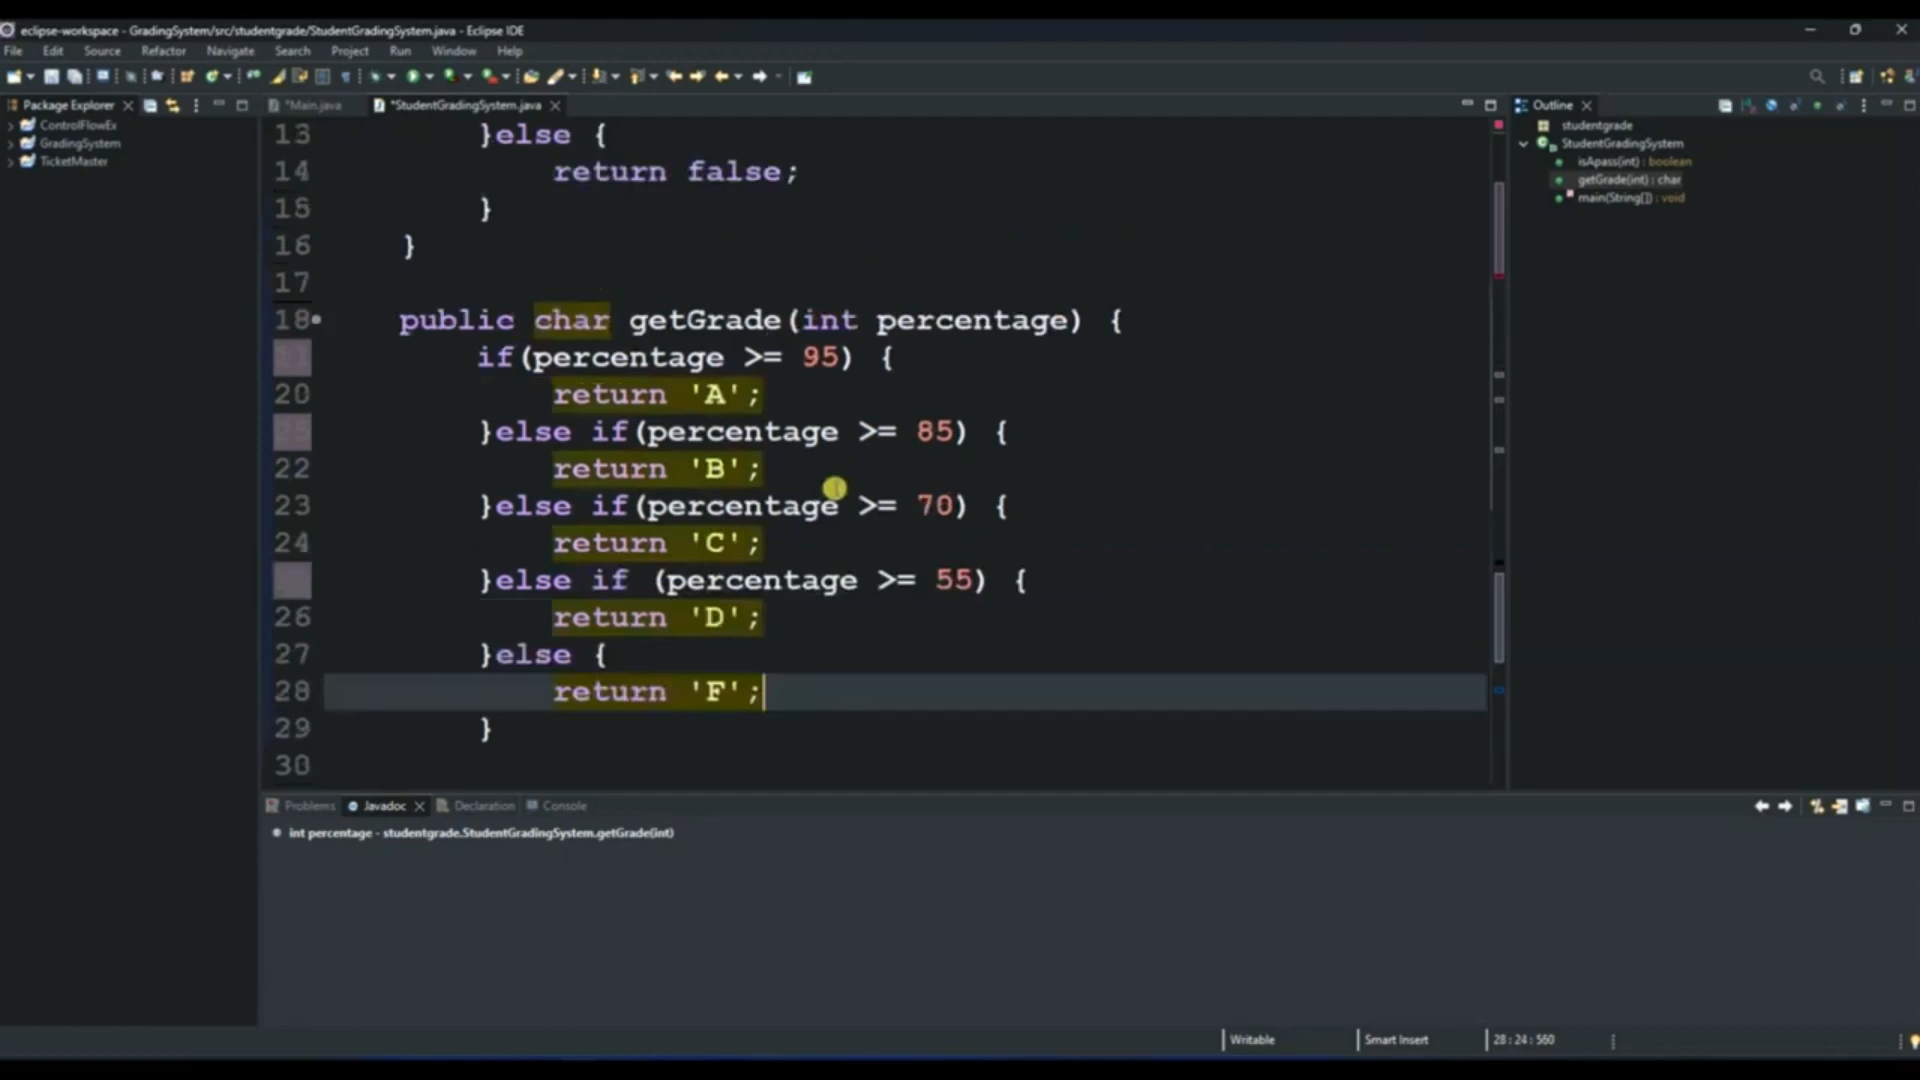 eclipse-workspace - GradingSystem/src/studentgrade/StudentGradingSystem.java - Eclipse IDE
File Edit Source Refactor Navigate Search Project Run Window Help
Package Explorer
*Main.java
*StudentGradingSystem.java
Outline
ControlFlowEx
GradingSystem
TicketMaster
studentgrade
StudentGradingSystem
isApass(int) : boolean
getGrade(int) : char
main(String[]) : void
13 }else {
14 return false;
15 }
16 }
17
18 public char getGrade(int percentage) {
if(percentage >= 95) {
20 return 'A';
}else if(percentage >= 85) {
22 return 'B';
23 }else if(percentage >= 70) {
24 return 'C';
}else if (percentage >= 55) {
26 return 'D';
27 }else {
28 return 'F';
29 }
30
Problems Javadoc Declaration Console
int percentage - studentgrade.StudentGradingSystem.getGrade(int)
Writable Smart Insert 28 : 24 : 560